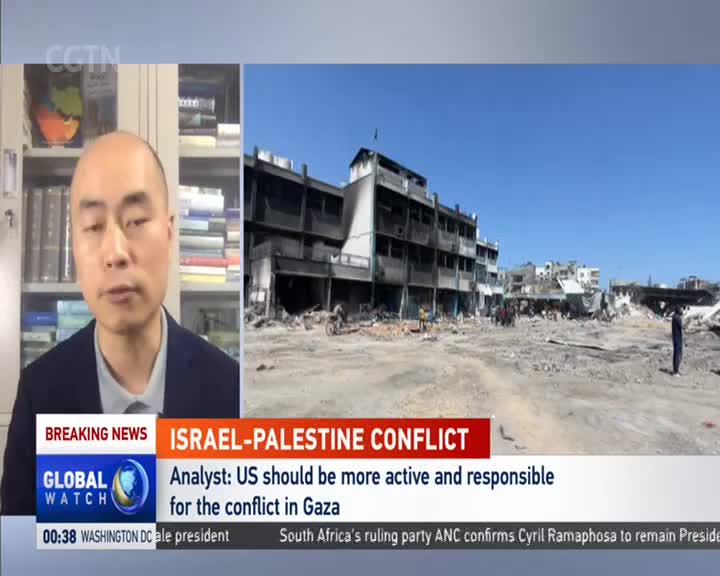 CGTN
BREAKING NEWS
ISRAEL-PALESTINE CONFLICT
GLOBAL
WATCH
Analyst: US should be more active and responsible
for the conflict in Gaza
00:38 WASHINGTON DC
ale president South Africa's ruling party ANC confirms Cyril Ramaphosa to remain Preside